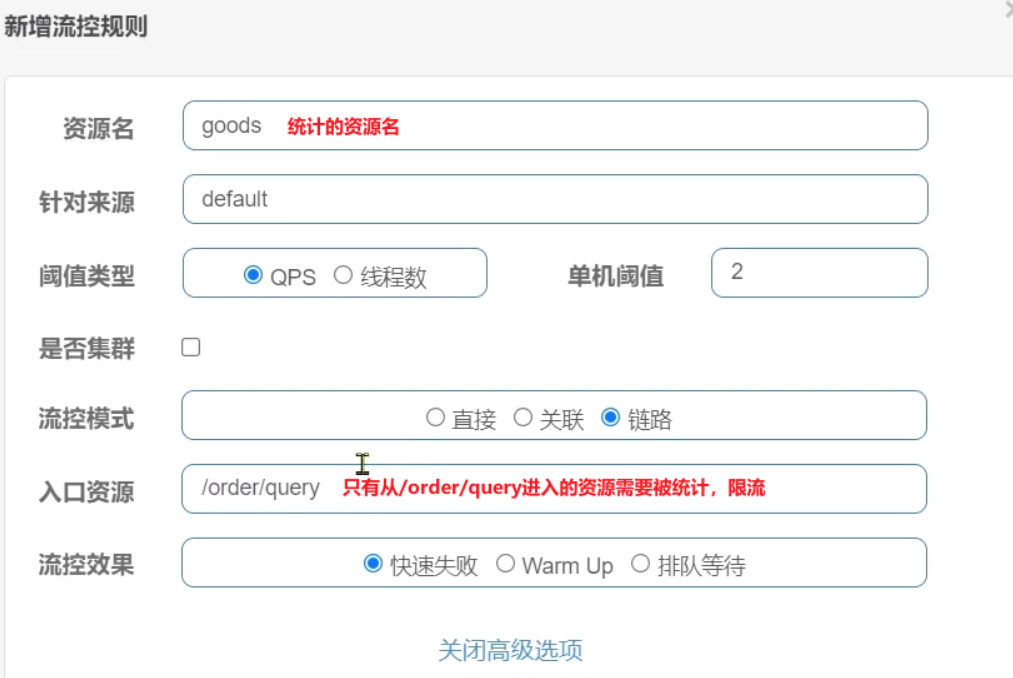 新增流控规则
资源名 goods 统计的资源名
针对来源 default
阈值类型 QPS 线程数 单机阈值 2
是否集群
流控模式 直接 关联 链路
入口资源 /order/query 只有从/order/query进入的资源需要被统计，限流
流控效果 快速失败 Warm Up 排队等待
关闭高级选项